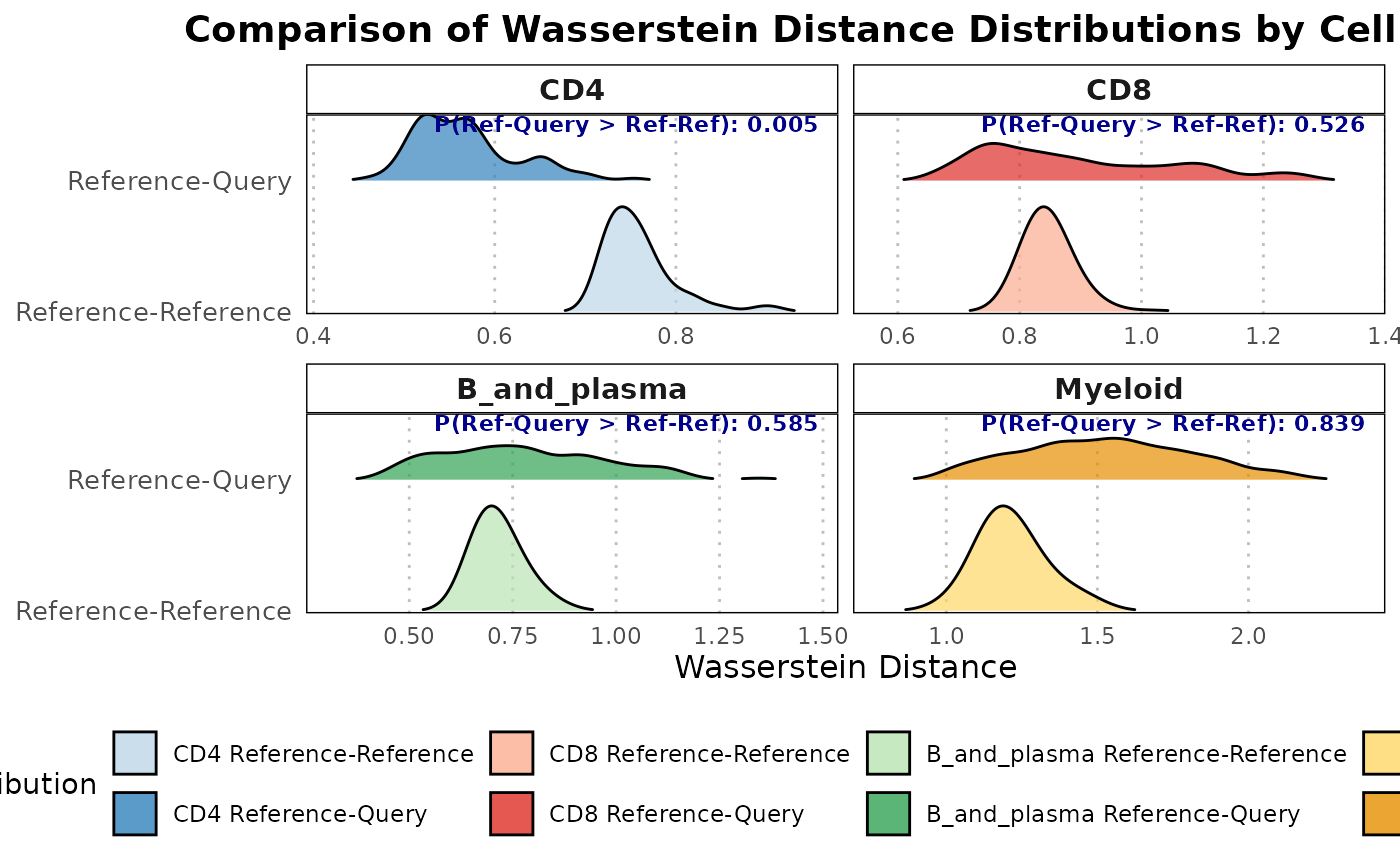 Comparison of Wasserstein Distance Distributions by Cell
CD4
CD8
P(Ref-Query > Ref-Ref): 0.005
P(Ref-Query > Ref-Ref): 0.526
Reference-Query
Reference-Reference
0.4 0.6 0.8
0.6 0.8 1.0 1.2 1.4
B_and_plasma
Myeloid
P(Ref-Query > Ref-Ref): 0.585
P(Ref-Query > Ref-Ref): 0.839
Reference-Query
Reference-Reference
0.50 0.75 1.00 1.25 1.50
1.0 1.5 2.0
Wasserstein Distance
ibution
CD4 Reference-Reference
CD8 Reference-Reference
B_and_plasma Reference-Reference
CD4 Reference-Query
CD8 Reference-Query
B_and_plasma Reference-Query